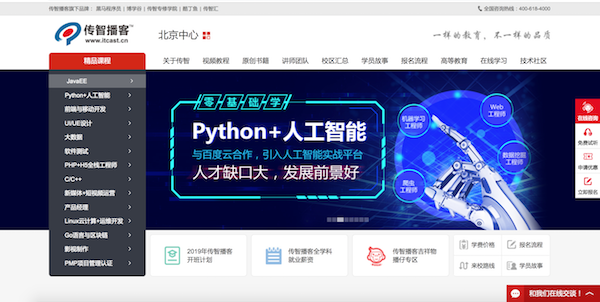 传智播客旗下品牌： 黑马程序员 | 博学谷 | 传智专修学院 | 酷丁鱼 | 传智汇
全国咨询热线：400-618-4000
传智播客
www.itcast.cn
北京中心
一样的教育，不一样的品质
精品课程
关于传智 视频教程 原创书籍 讲师团队 校区汇总 学员故事 报名流程 高等教育 在线学习 技术社区
JavaEE
Python+人工智能
前端与移动开发
UI/UE设计
大数据
软件测试
PHP+H5全栈工程师
C/C++
新媒体+短视频运营
产品经理
Linux云计算+运维开发
Go语言与区块链
影视制作
PMP项目管理认证
零基础学
Python+人工智能
与百度云合作，引入人工智能实战平台
人才缺口大，发展前景好
机器学习
工程师
Web
工程师
数据挖掘
工程师
爬虫
工程师
在线咨询
免费试听
申请优惠
立即报名
2019年传智播客
开班计划
传智播客全学科
就业薪资
传智播客吉祥物
播仔专区
学费价格
报名流程
来校路线
学员故事
和我们在线交谈！